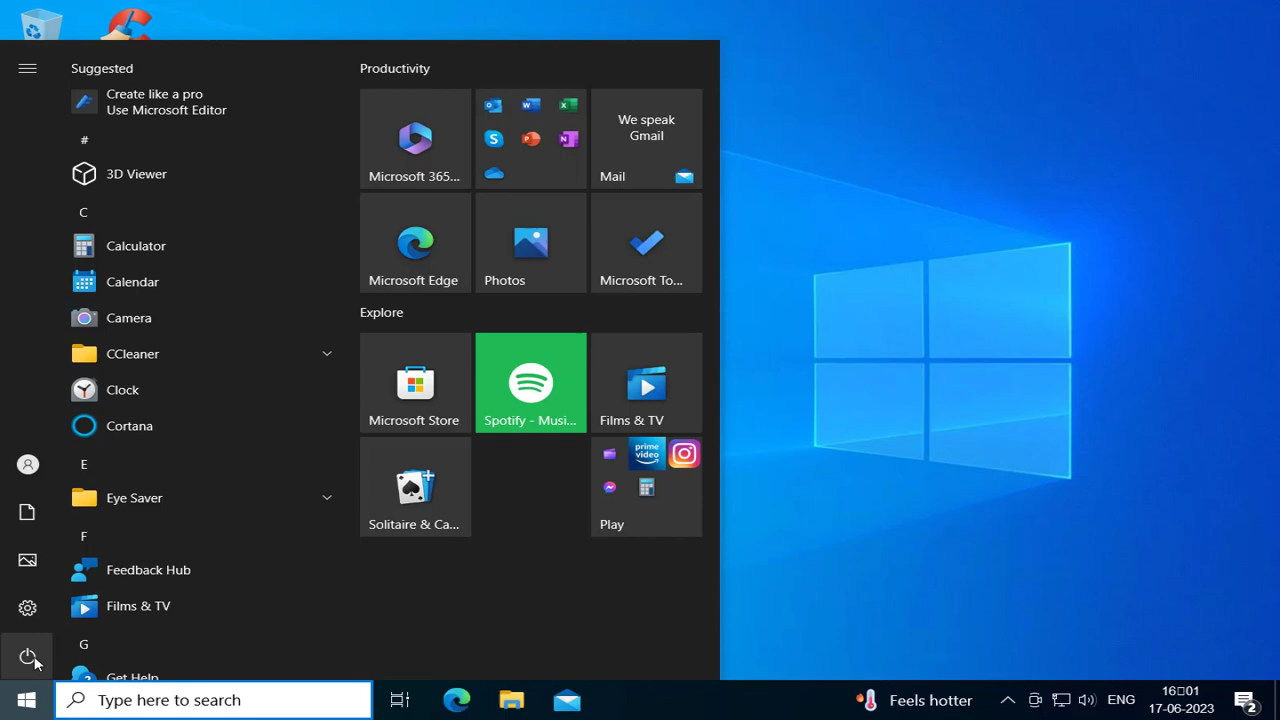 Suggested
Create like a pro
Use Microsoft Editor
#
3D Viewer
C
Calculator
Calendar
Camera
CCleaner
Clock
Cortana
E
Eye Saver
F
Feedback Hub
Films & TV
G
Get Help
Productivity
Microsoft 365...
We speak
Gmail
Mail
Microsoft Edge
Photos
Microsoft To...
Explore
Microsoft Store
Spotify - Musi...
Films & TV
Solitaire & Ca...
prime
video
Play
Type here to search
Feels hotter
ENG
16□01
17-06-2023
2